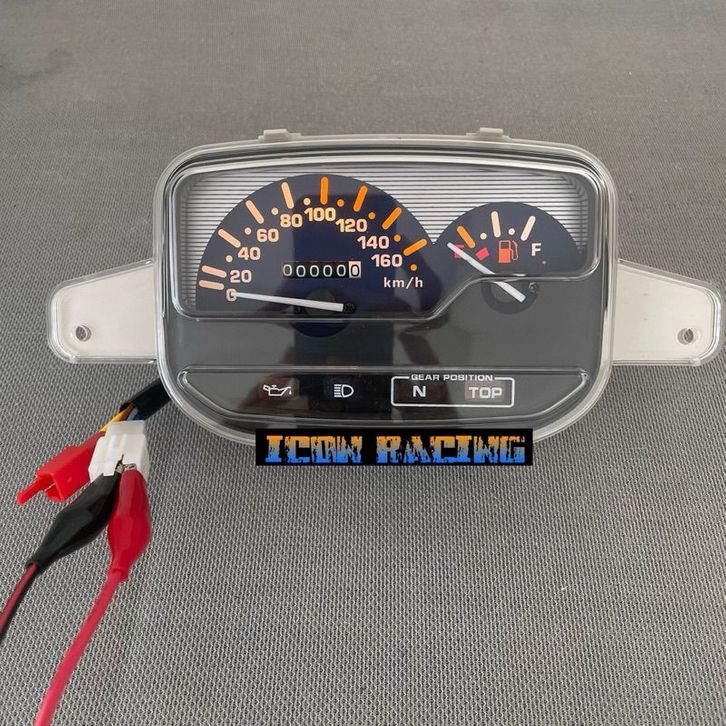 0
20
40
60
80
100
120
140
160
km/h
000000
E
F
GEAR POSITION
N TOP
ICON RACING